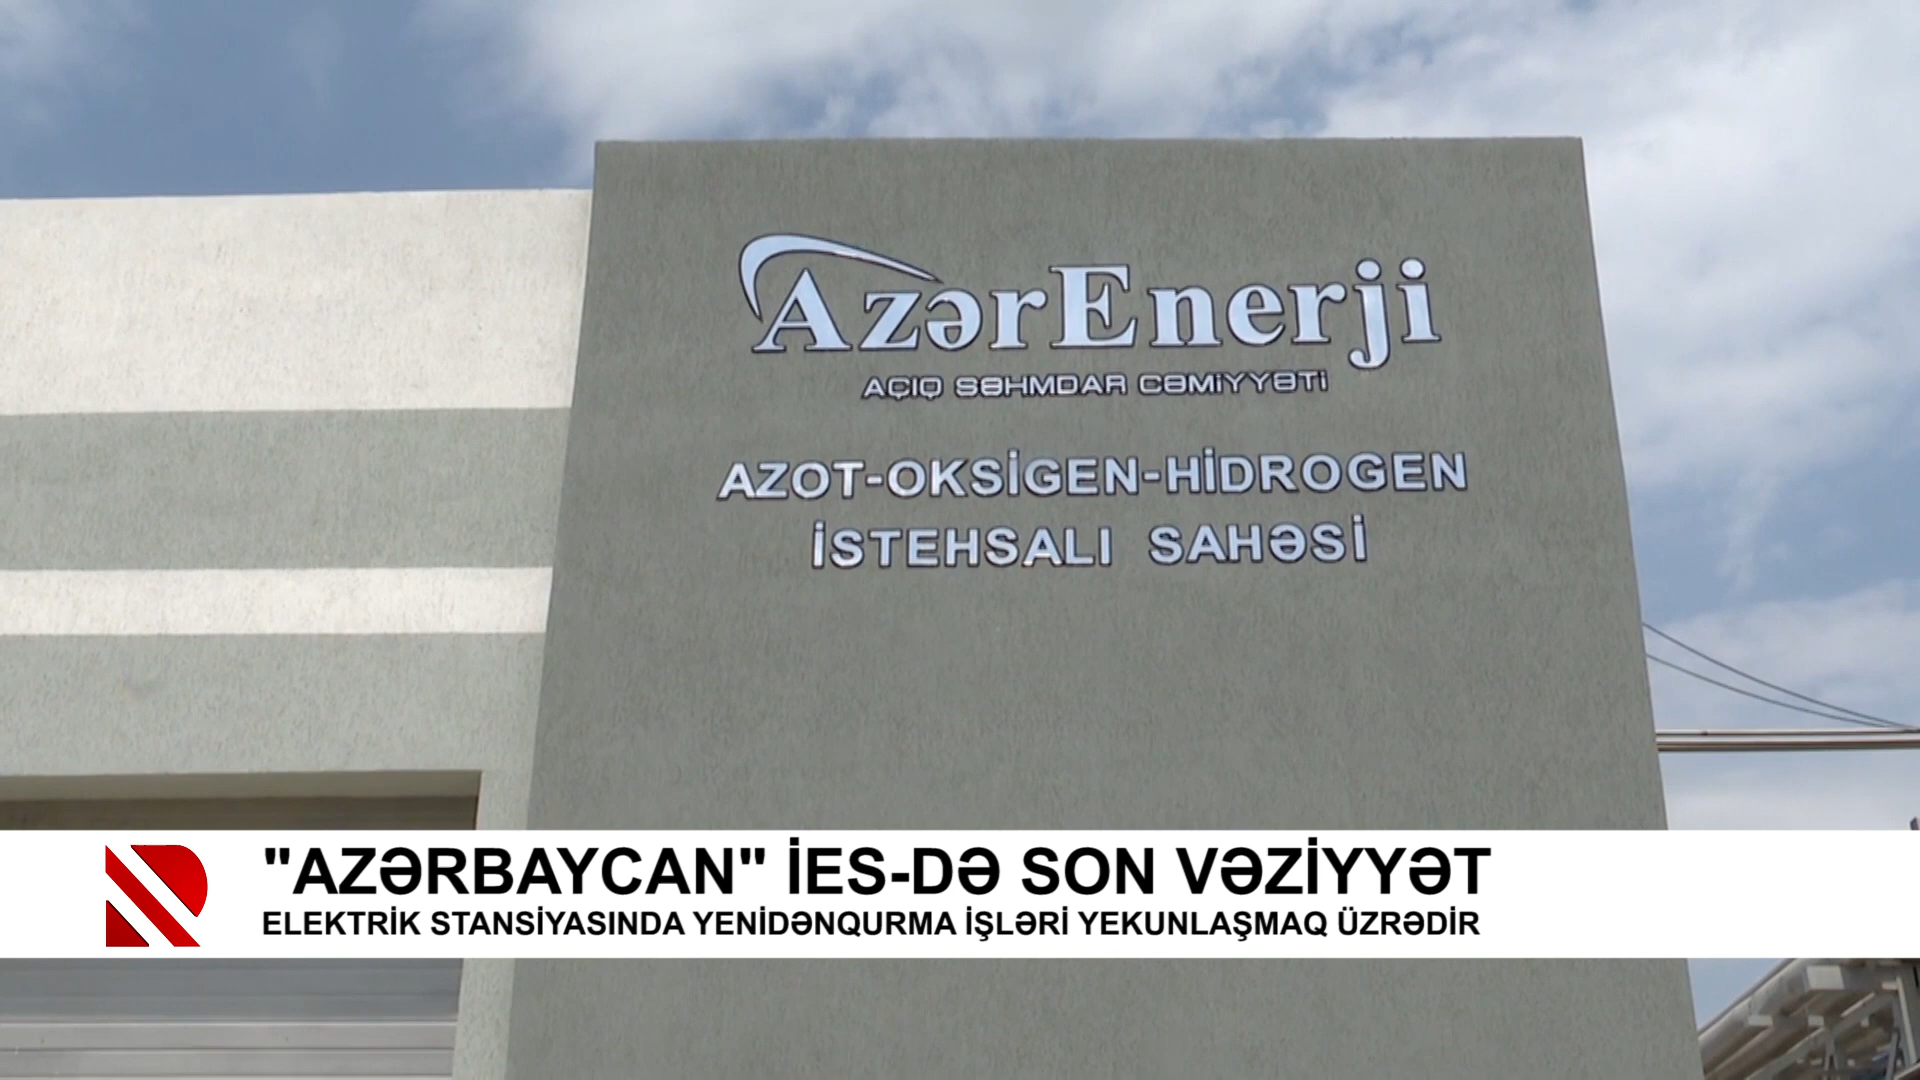 AzərEnerji
AÇIQ SƏHMDAR CƏMİYYƏTİ
AZOT-OKSİGEN-HİDROGEN
İSTEHSALI SAHƏSİ
"AZƏRBAYCAN" İES-DƏ SON VƏZİYYƏT
ELEKTRİK STANSİYASINDA YENİDƏNQURMA İŞLƏRİ YEKUNLAŞMAQ ÜZRƏDİR